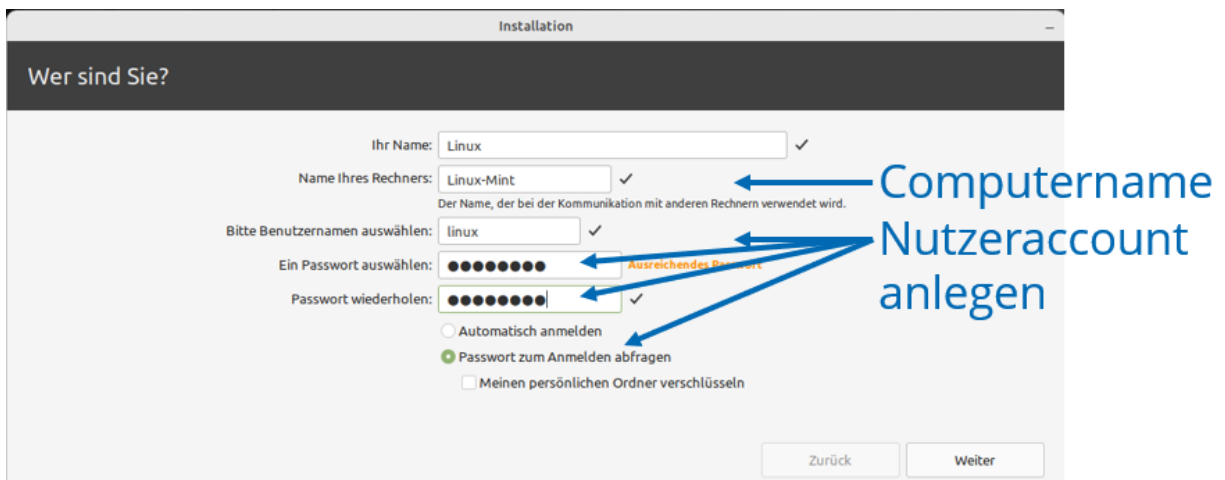 Installation
Wer sind Sie?
Ihr Name: Linux
Name Ihres Rechners: Linux-Mint
Computername
Der Name, der bei der Kommunikation mit anderen Rechnern verwendet wird.
Bitte Benutzernamen auswählen: linux
Nutzeraccount
anlegen
Ein Passwort auswählen: ●●●●●●●● Ausreichendes Passwort
Passwort wiederholen: ●●●●●●●●
Automatisch anmelden
Passwort zum Anmelden abfragen
Meinen persönlichen Ordner verschlüsseln
Zurück
Weiter